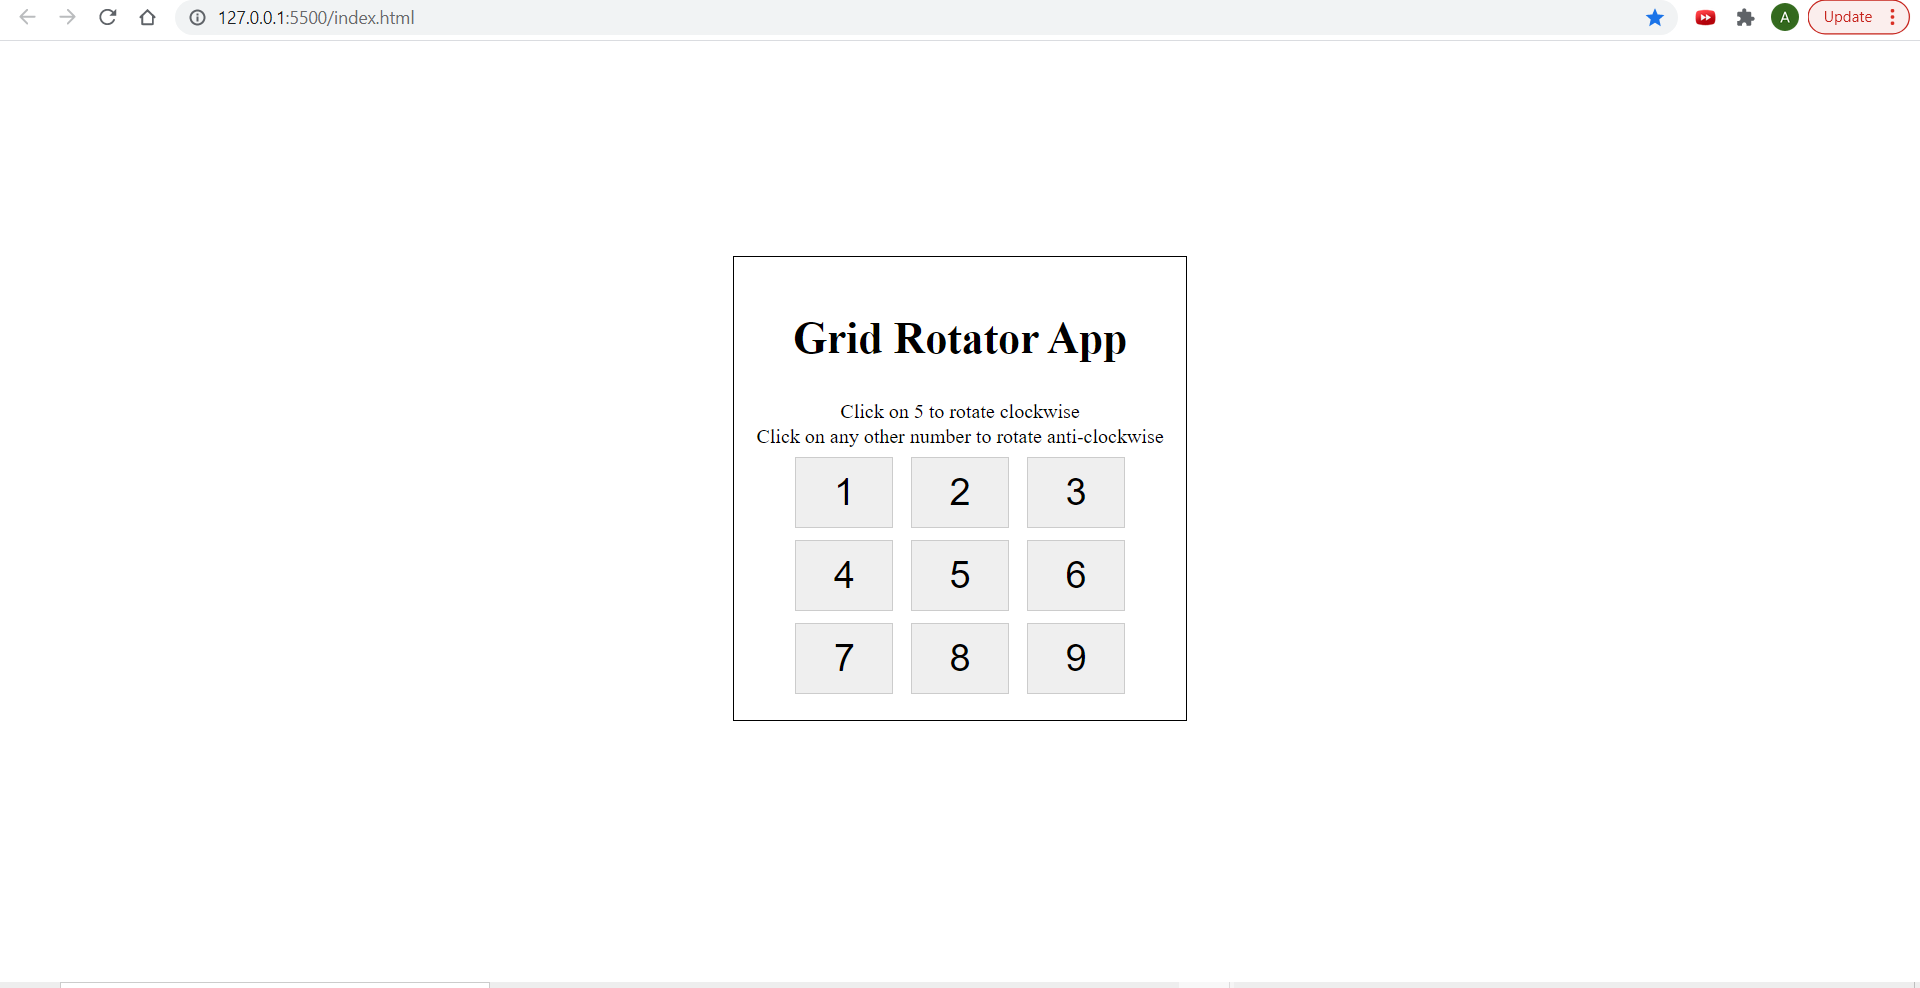 127.0.0.1:5500/index.html
A
Update
Grid Rotator App
Click on 5 to rotate clockwise
Click on any other number to rotate anti-clockwise
1 2 3
4 5 6
7 8 9